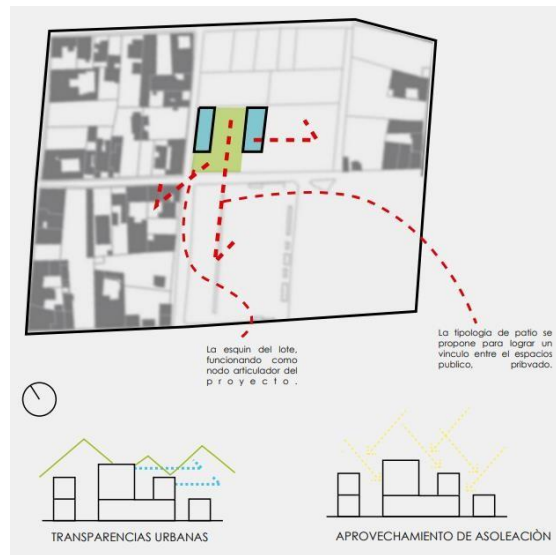 La esquin del lote,
funcionando como
nodo articulador del
proyecto.
La tipologia de patio se
propone para lograr un
vinculo entre el espacios
publico, pribvado.
TRANSPARENCIAS URBANAS
APROVECHAMIENTO DE ASOLEACIÒN